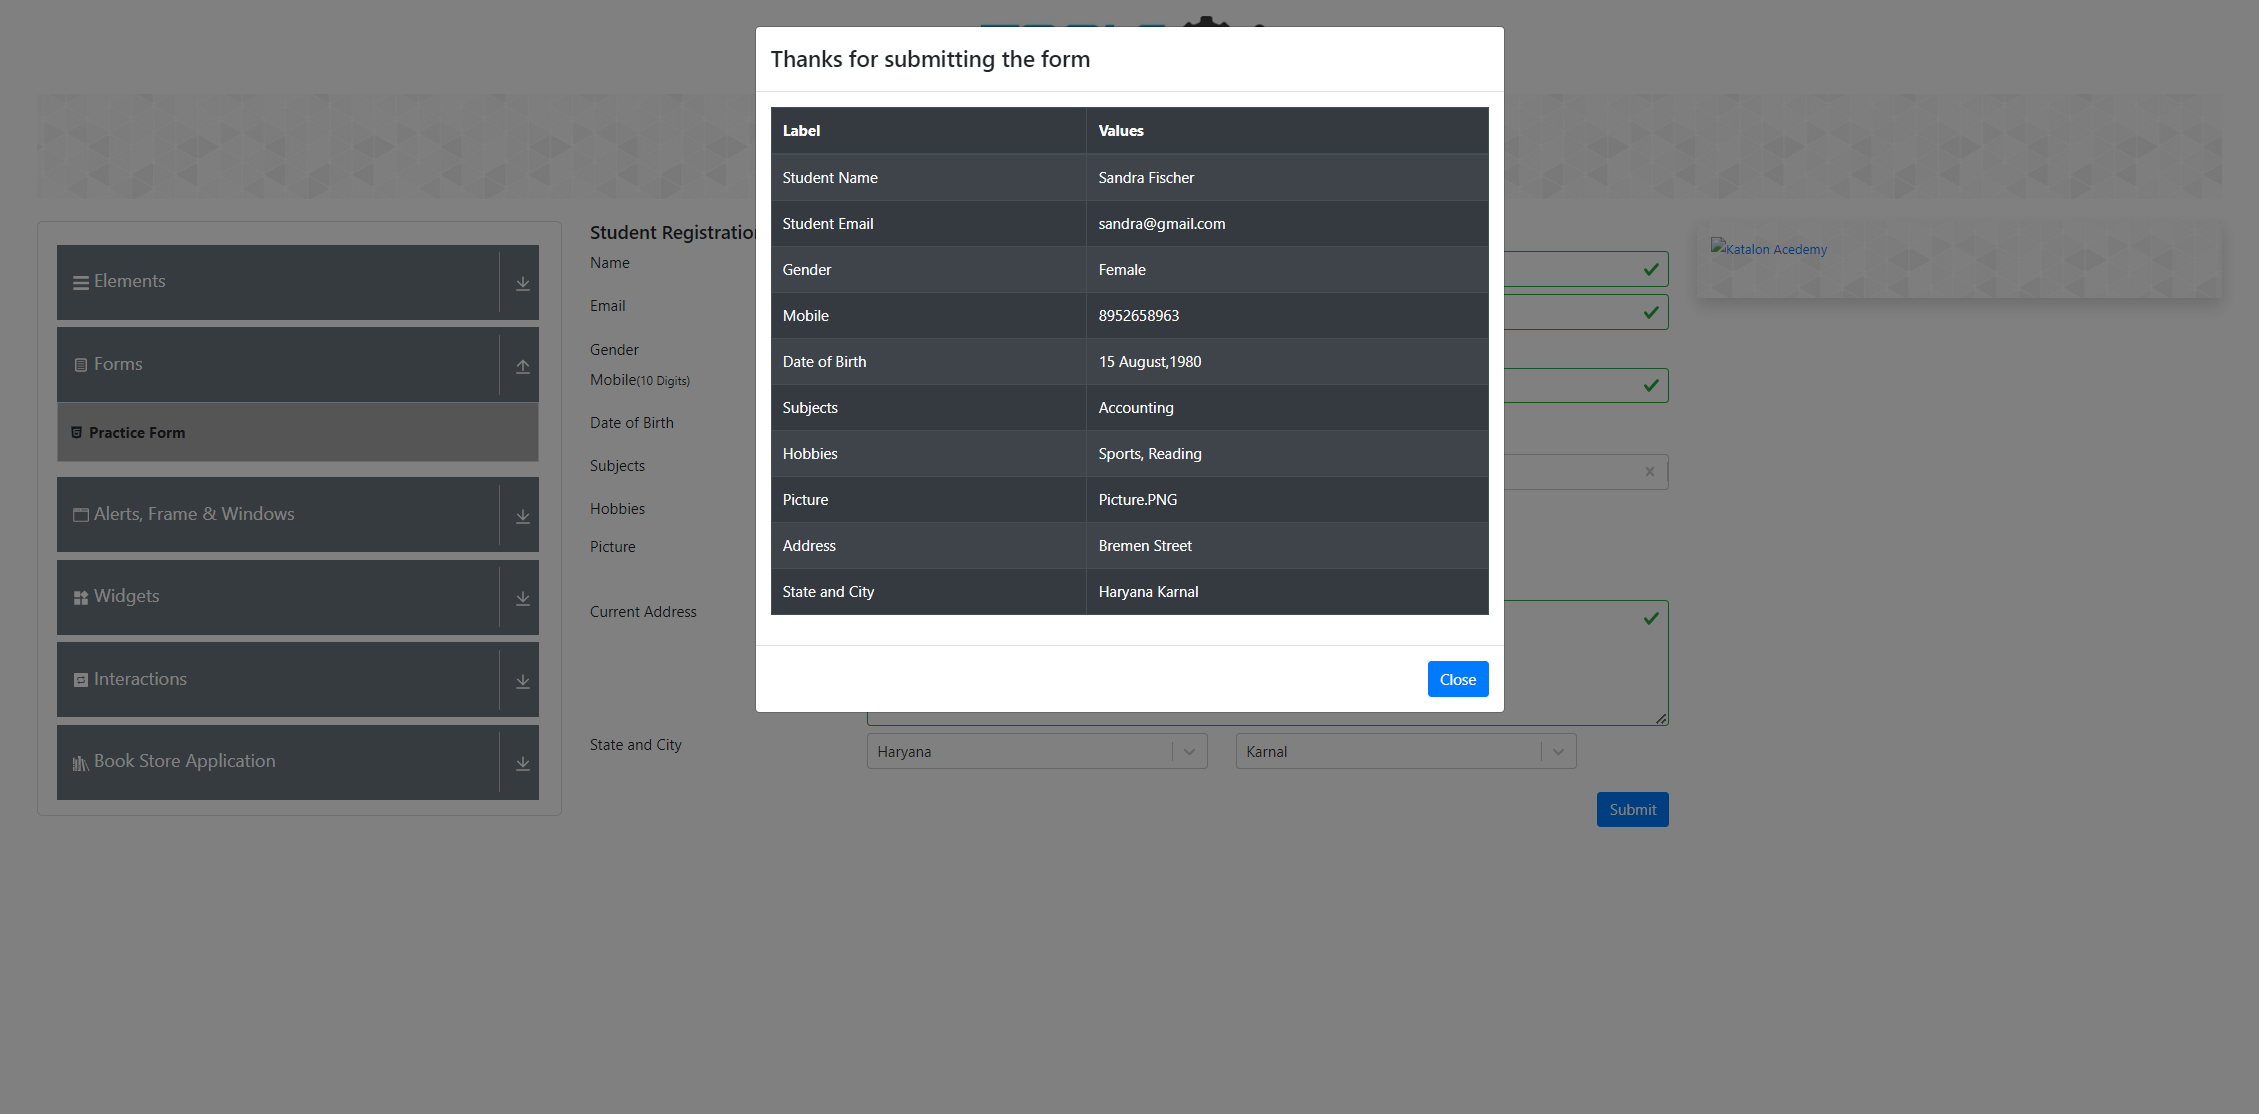 Thanks for submitting the form
Label Values
Student Name Sandra Fischer
Student Email sandra@gmail.com
Gender Female
Mobile 8952658963
Date of Birth 15 August,1980
Subjects Accounting
Hobbies Sports, Reading
Picture Picture.PNG
Address Bremen Street
State and City Haryana Karnal
Close
Elements
Forms
Practice Form
Alerts, Frame & Windows
Widgets
Interactions
Book Store Application
Student
Name
Email
Gender
Mobile(10 Digits)
Date of Birth
Subjects
Hobbies
Picture
Current Address
State and City Haryana Karnal
Submit
Katalon Acedemy